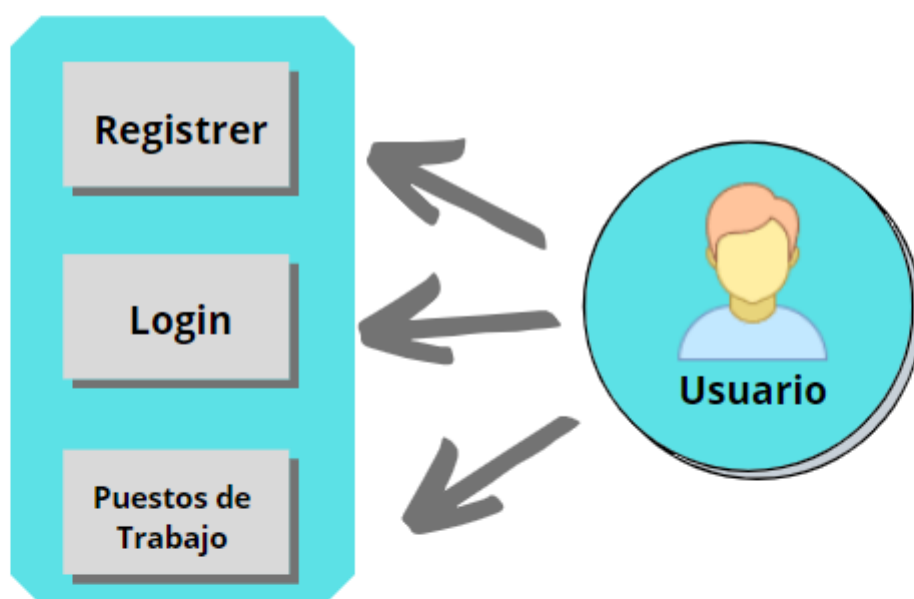 Registrer
Login
Puestos de
Trabajo
Usuario